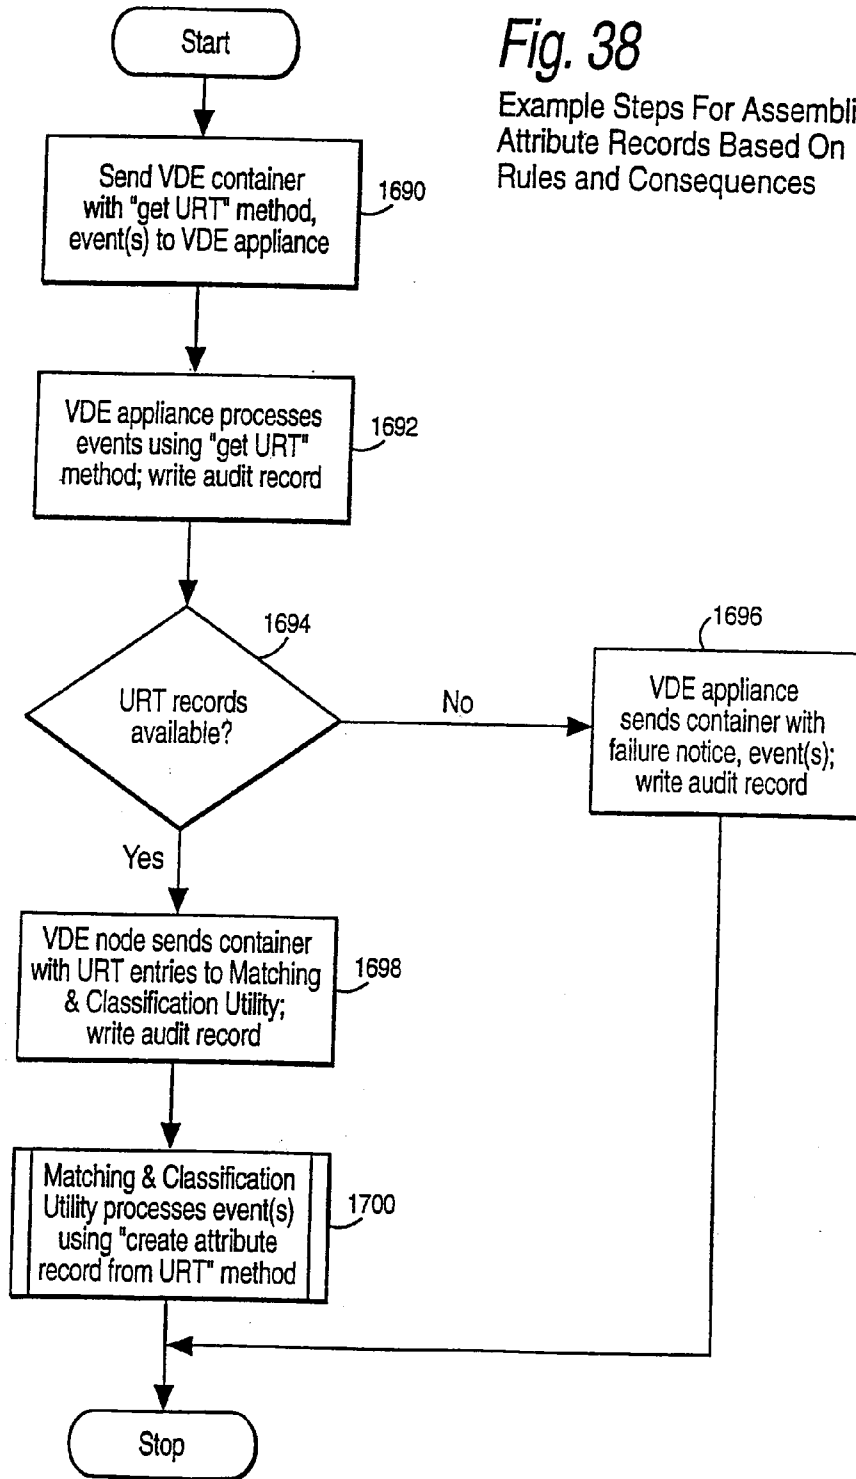 Start
Fig. 38
Example Steps For Assembli
Attribute Records Based On
Rules and Consequences
Send VDE container
with "get URT" method,
event(s) to VDE appliance
1690
VDE appliance processes
events using "get URT"
method; write audit record
1692
URT records
available?
1694
No
Yes
1696
VDE appliance
sends container with
failure notice, event(s);
write audit record
VDE node sends container
with URT entries to Matching
& Classification Utility;
write audit record
1698
Matching & Classification
Utility processes event(s)
using "create attribute
record from URT" method
1700
Stop